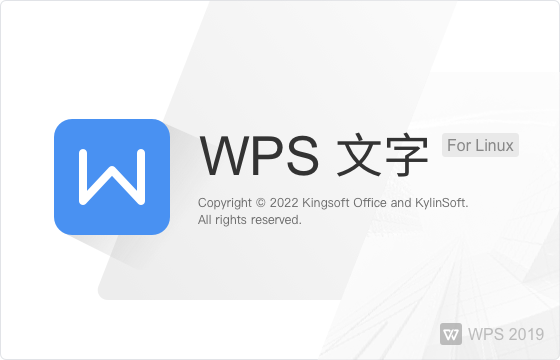 WPS 文字 For Linux
Copyright © 2022 Kingsoft Office and KylinSoft.
All rights reserved.
WPS 2019